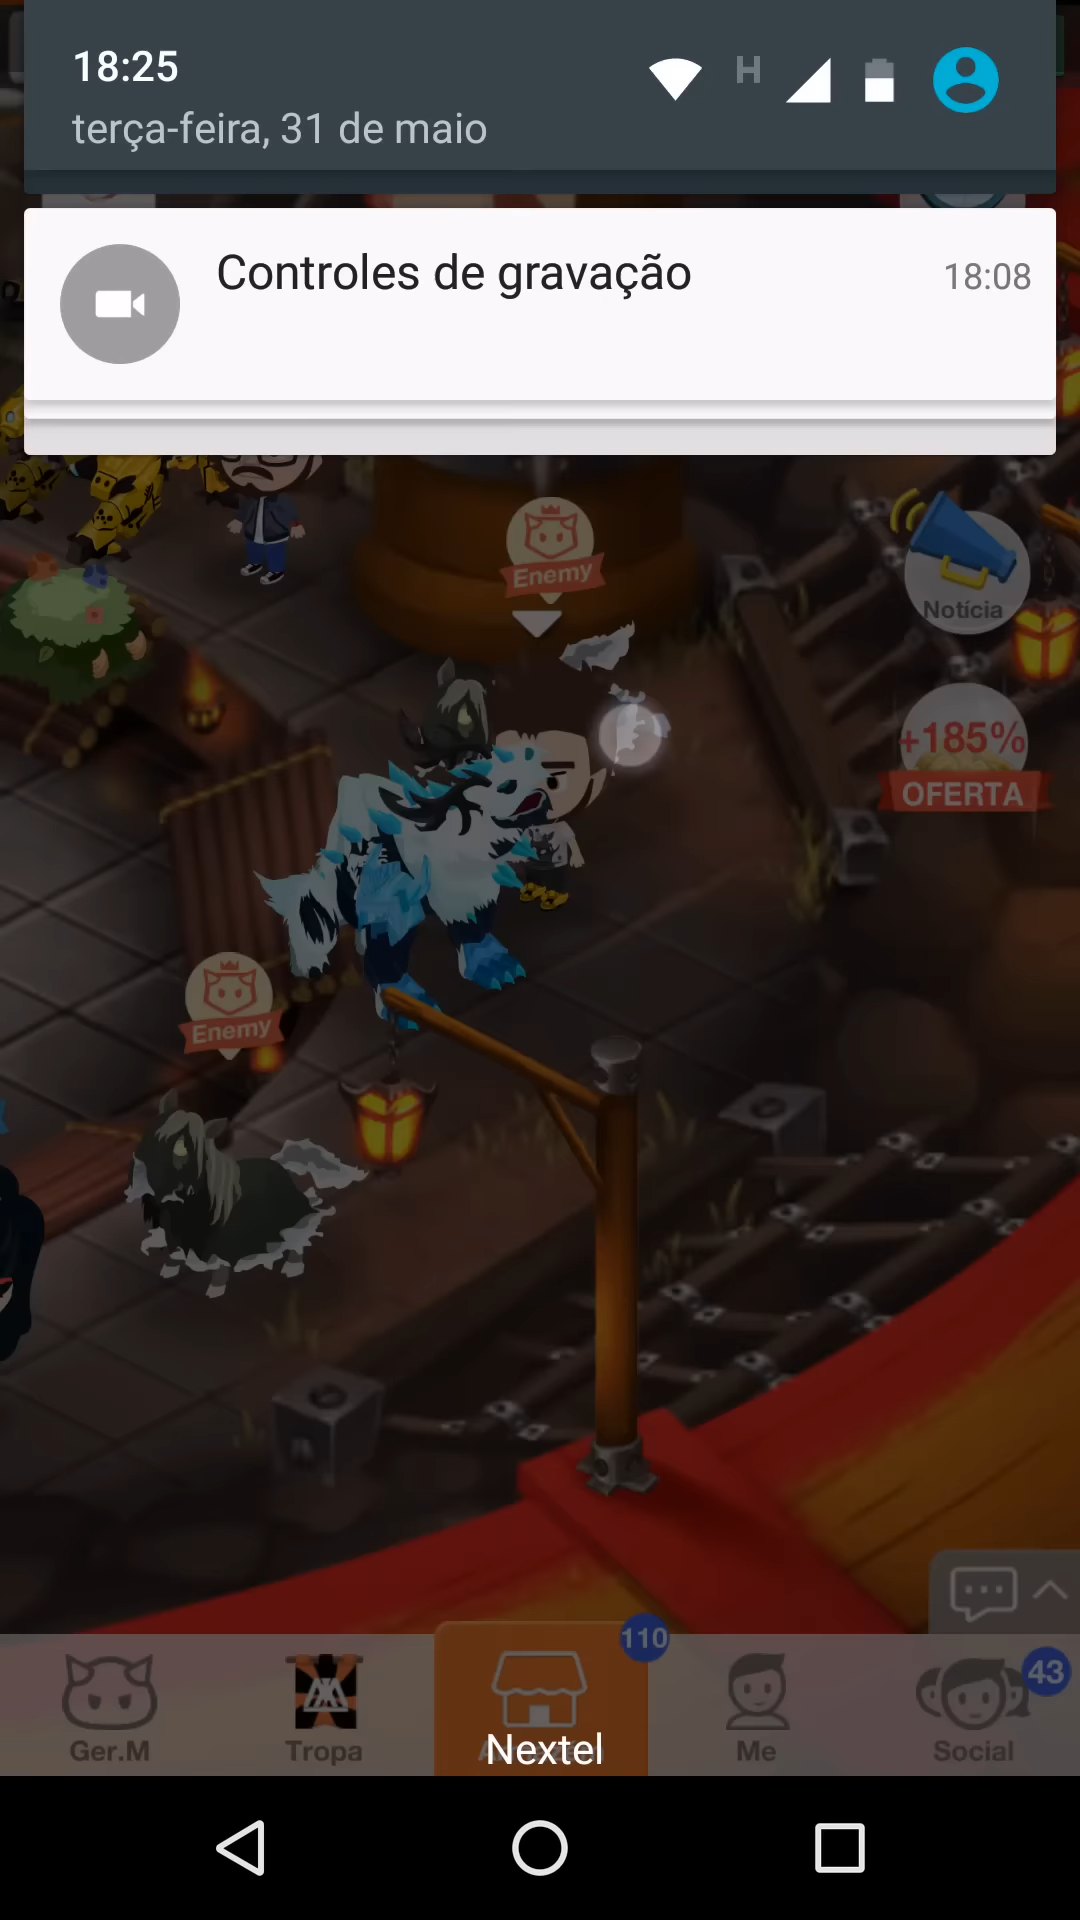 18:25
H
terça-feira, 31 de maio
Controles de gravação
18:08
Enemy
Notícia
+185%
OFERTA
Enemy
110
43
Ger.M
Tropa
Nextel
Me
Social